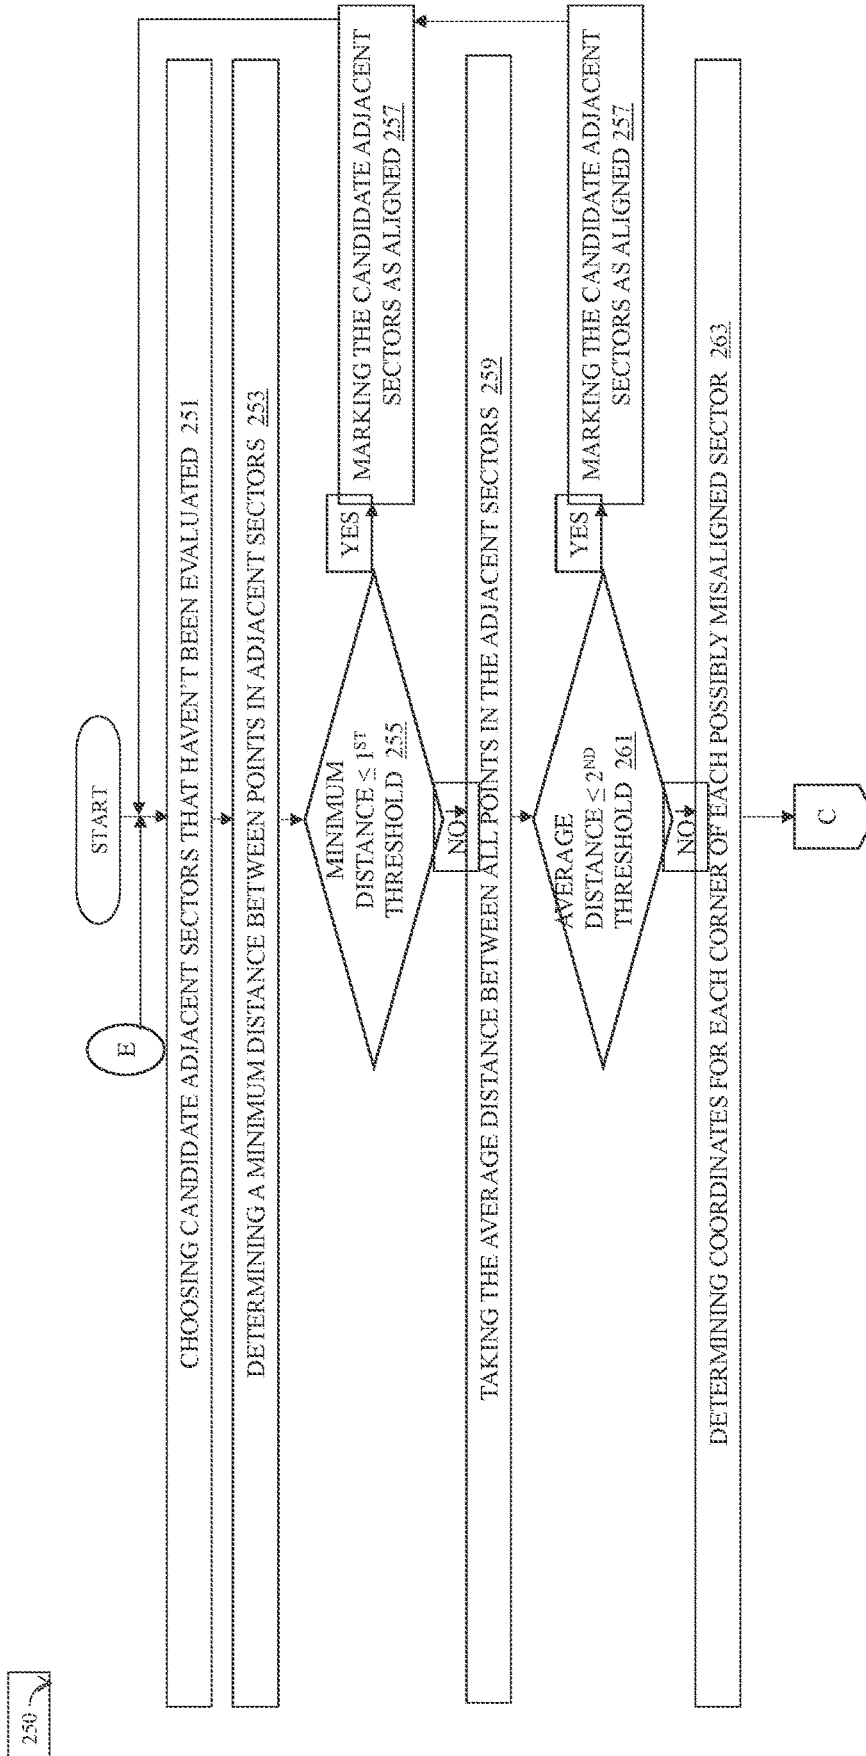 250
START
E
CHOOSING CANDIDATE ADJACENT SECTORS THAT HAVEN'T BEEN EVALUATED 251
DETERMINING A MINIMUM DISTANCE BETWEEN POINTS IN ADJACENT SECTORS 253
MINIMUM
DISTANCE ≤ 1ST
THRESHOLD 255
YES
MARKING THE CANDIDATE ADJACENT
SECTORS AS ALIGNED 257
NO
TAKING THE AVERAGE DISTANCE BETWEEN ALL POINTS IN THE ADJACENT SECTORS 259
AVERAGE
DISTANCE ≤ 2ND
THRESHOLD 261
YES
MARKING THE CANDIDATE ADJACENT
SECTORS AS ALIGNED 257
NO
DETERMINING COORDINATES FOR EACH CORNER OF EACH POSSIBLY MISALIGNED SECTOR 263
C